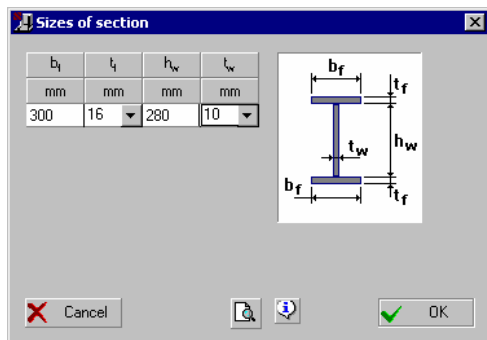 Sizes of section
bf tf hw tw
mm mm mm mm
300 16 280 10
bf
tf
tw
hw
bf
tf
Cancel OK